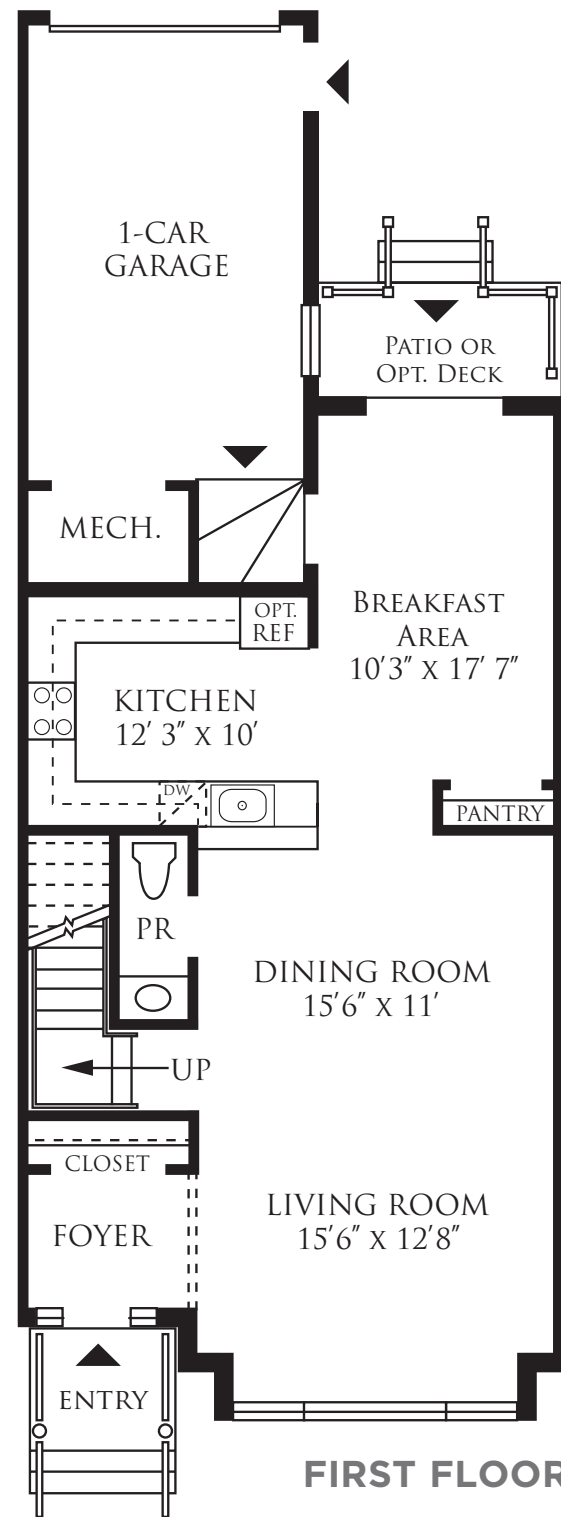 1-CAR
GARAGE
PATIO OR
OPT. DECK
MECH.
OPT.
REF
BREAKFAST
AREA
10'3" X 17' 7"
KITCHEN
12' 3" X 10'
DW
PANTRY
PR
DINING ROOM
15'6" X 11'
UP
CLOSET
FOYER
LIVING ROOM
15'6" X 12'8"
ENTRY
FIRST FLOOR